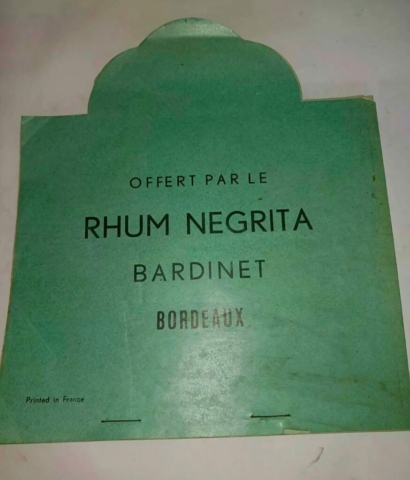 OFFERT PAR LE
RHUM NEGRITA
BARDINET
BORDEAUX
Printed in France